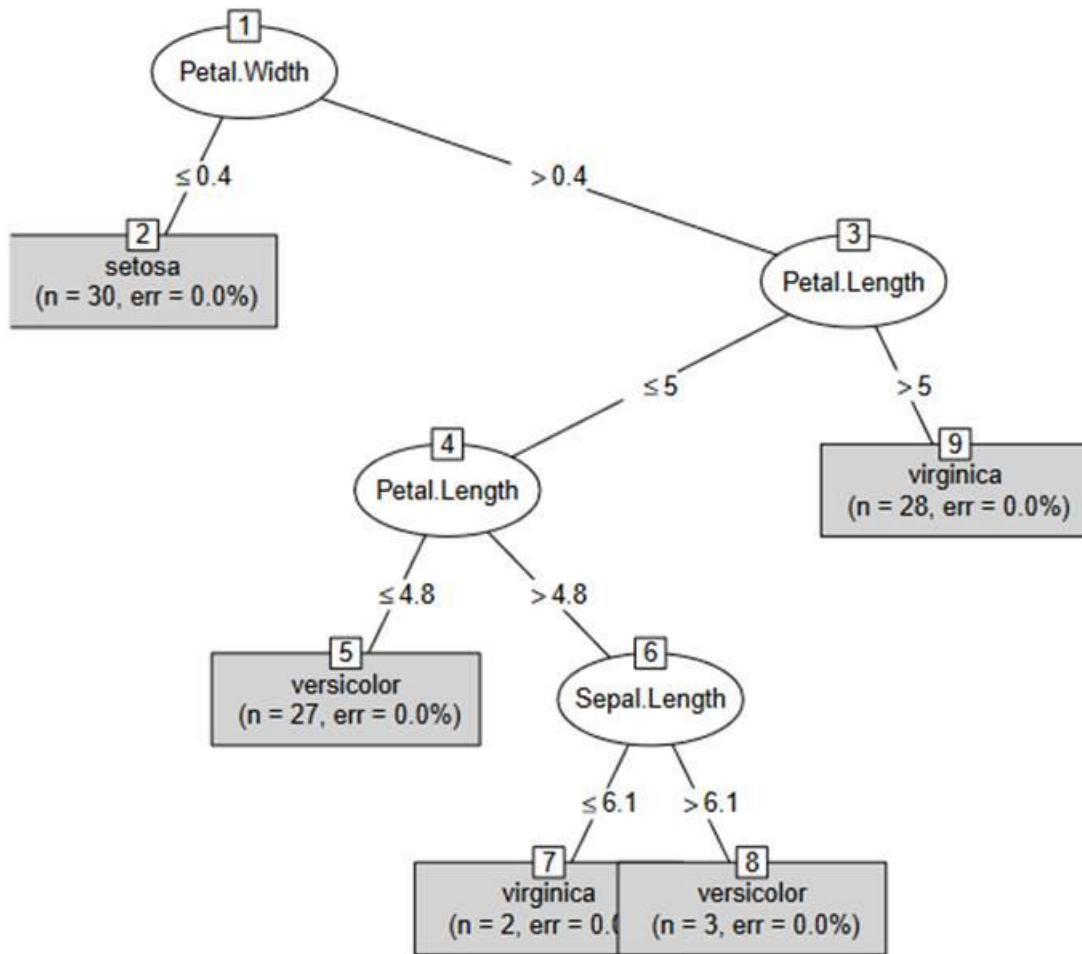 1
Petal.Width
≤ 0.4
> 0.4
2
setosa
(n = 30, err = 0.0%)
3
Petal.Length
≤ 5
> 5
4
Petal.Length
9
virginica
(n = 28, err = 0.0%)
≤ 4.8
> 4.8
5
versicolor
(n = 27, err = 0.0%)
6
Sepal.Length
≤ 6.1
> 6.1
7
virginica
(n = 2, err = 0.0
8
versicolor
(n = 3, err = 0.0%)